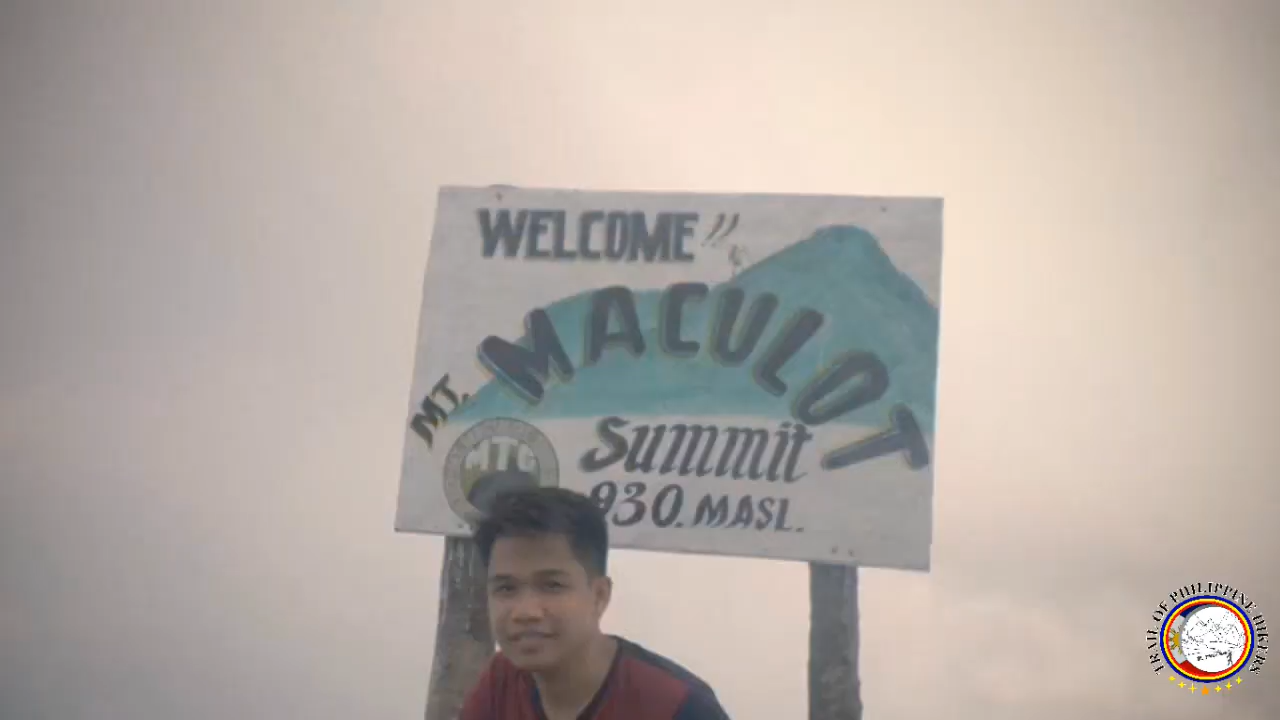 WELCOME!!
MT. MACULOT
MTC
Summit
930. MASL.
TRAIL OF PHILIPPINE HIKERS